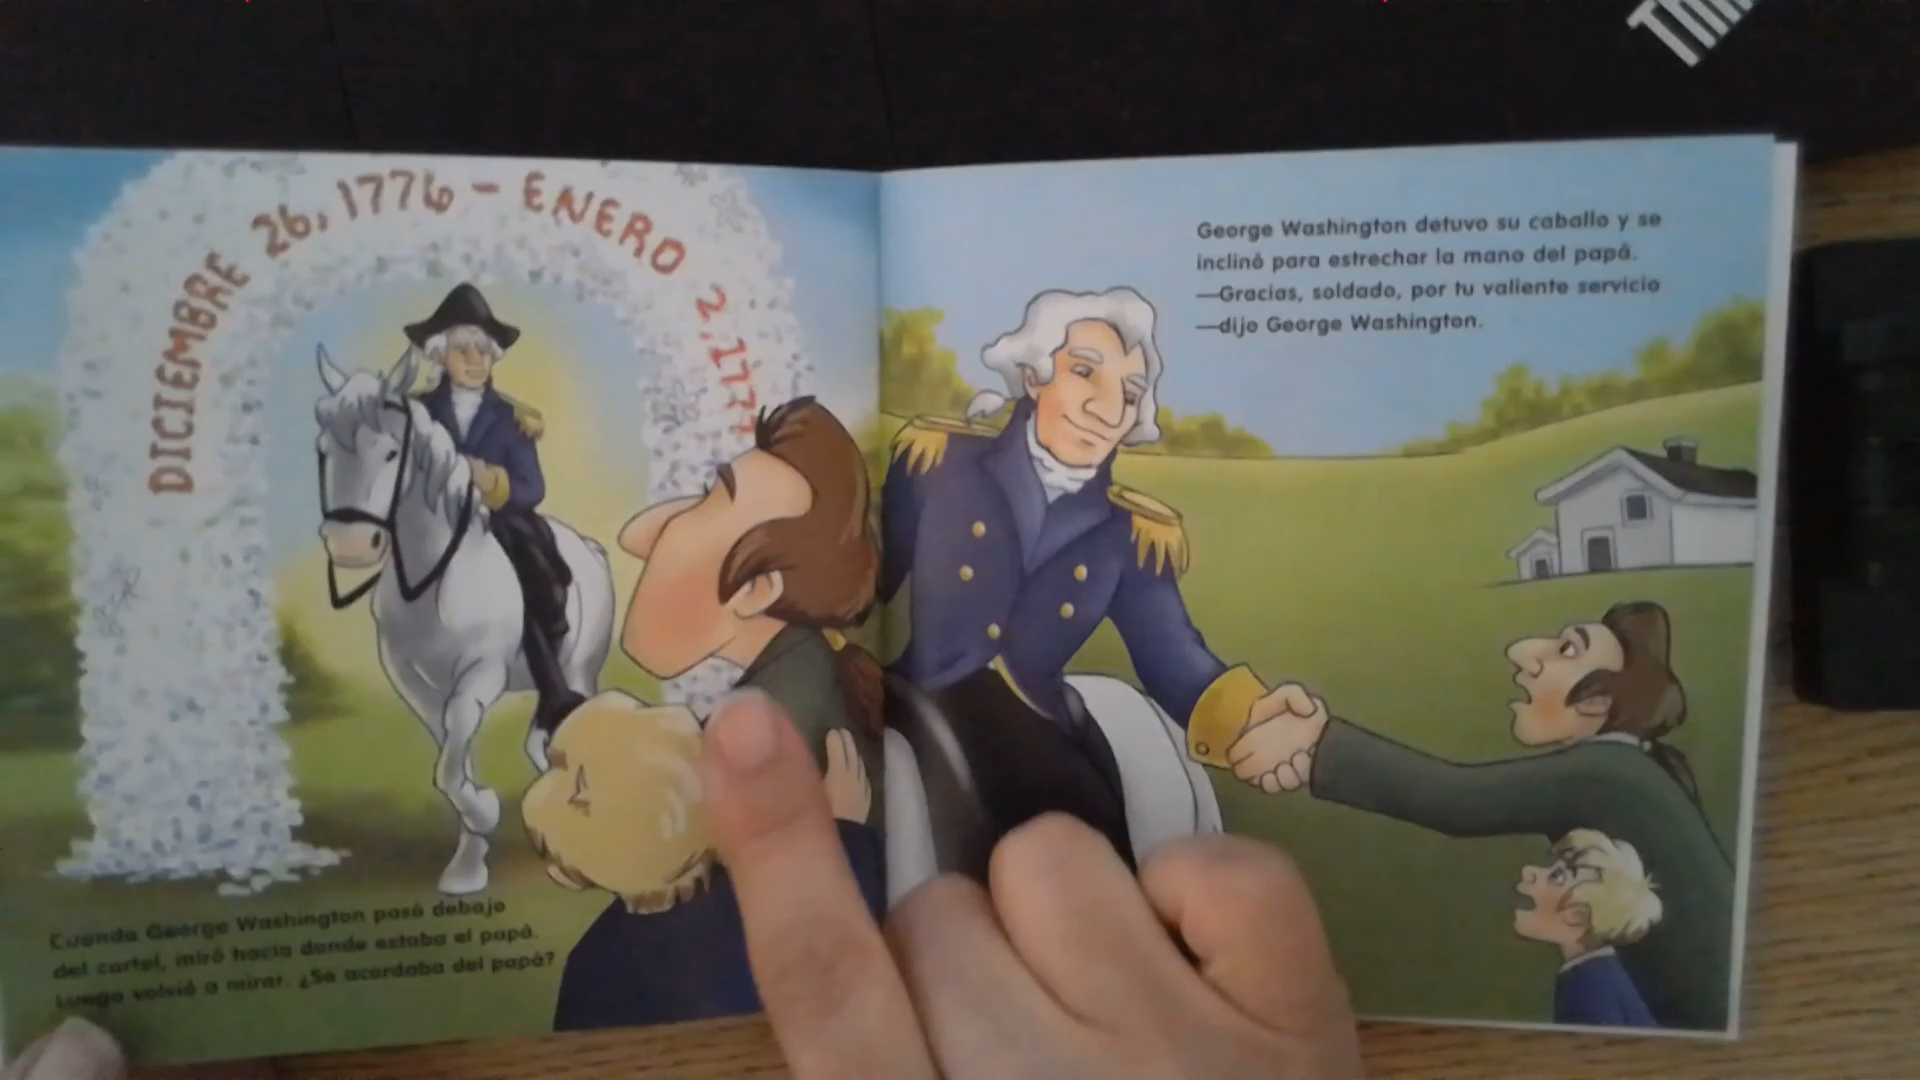 DICIEMBRE 26, 1776 - ENERO 2, 1777
Cuando George Washington pasó debajo
del cartel, miró hacia donde estaba el papá.
Luego volvió a mirar. ¿Se acordaba del papá?
George Washington detuvo su caballo y se
inclinó para estrechar la mano del papá.
—Gracias, soldado, por tu valiente servicio
—dijo George Washington.